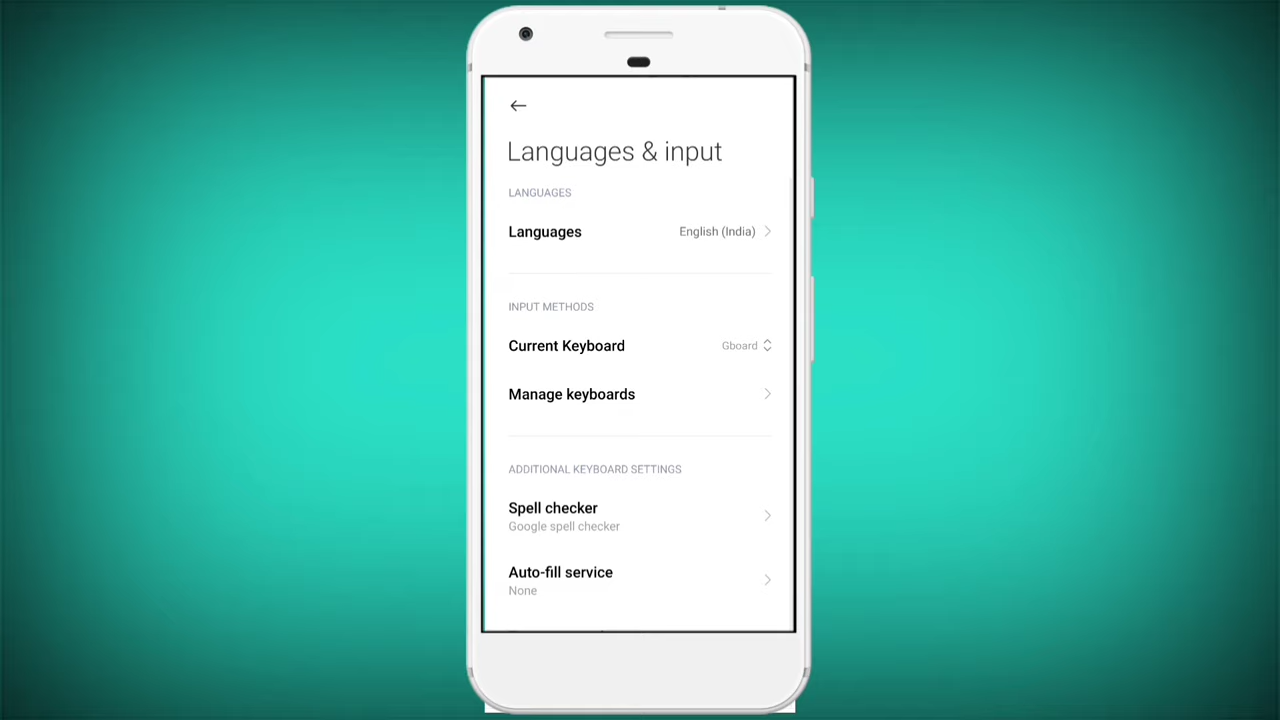 Languages & input
LANGUAGES
Languages
English (India)
INPUT METHODS
Current Keyboard
Gboard
Manage keyboards
ADDITIONAL KEYBOARD SETTINGS
Spell checker
Google spell checker
Auto-fill service
None